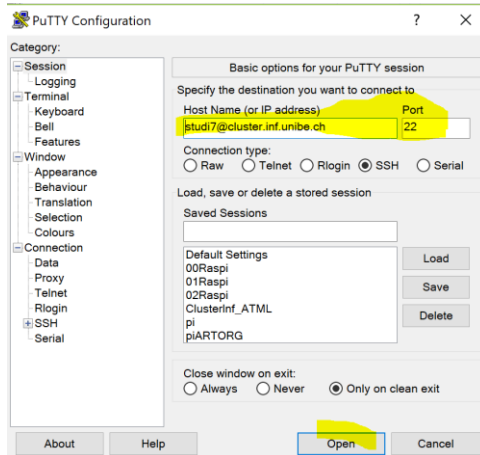 PuTTY Configuration
? X
Category:
Session
Logging
Terminal
Keyboard
Bell
Features
Window
Appearance
Behaviour
Translation
Selection
Colours
Connection
Data
Proxy
Telnet
Rlogin
SSH
Serial
Basic options for your PuTTY session
Specify the destination you want to connect to
Host Name (or IP address) Port
studi7@cluster.inf.unibe.ch 22
Connection type:
Raw Telnet Rlogin SSH Serial
Load, save or delete a stored session
Saved Sessions
Default Settings
00Raspi
01Raspi
02Raspi
ClusterInf_ATML
pi
piARTORG
Load
Save
Delete
Close window on exit:
Always Never Only on clean exit
About Help Open Cancel